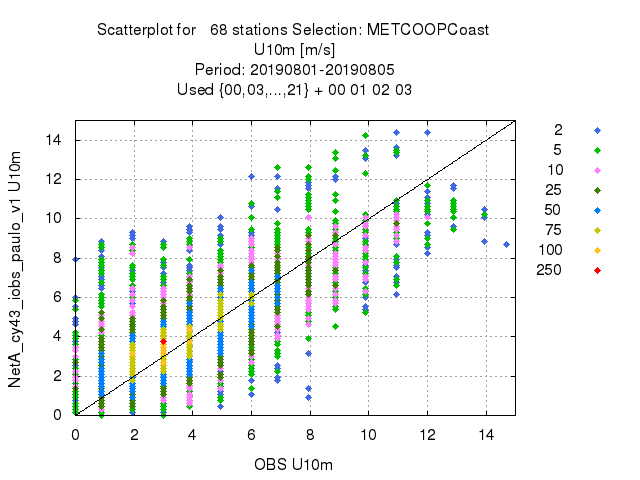 Scatterplot for 68 stations Selection: METCOOPCoast
U10m [m/s]
Period: 20190801-20190805
Used {00,03,...,21} + 00 01 02 03
NetA_cy43_iobs_paulo_v1 U10m
14
12
10
8
6
4
2
0
0 2 4 6 8 10 12 14
OBS U10m
2
5
10
25
50
75
100
250